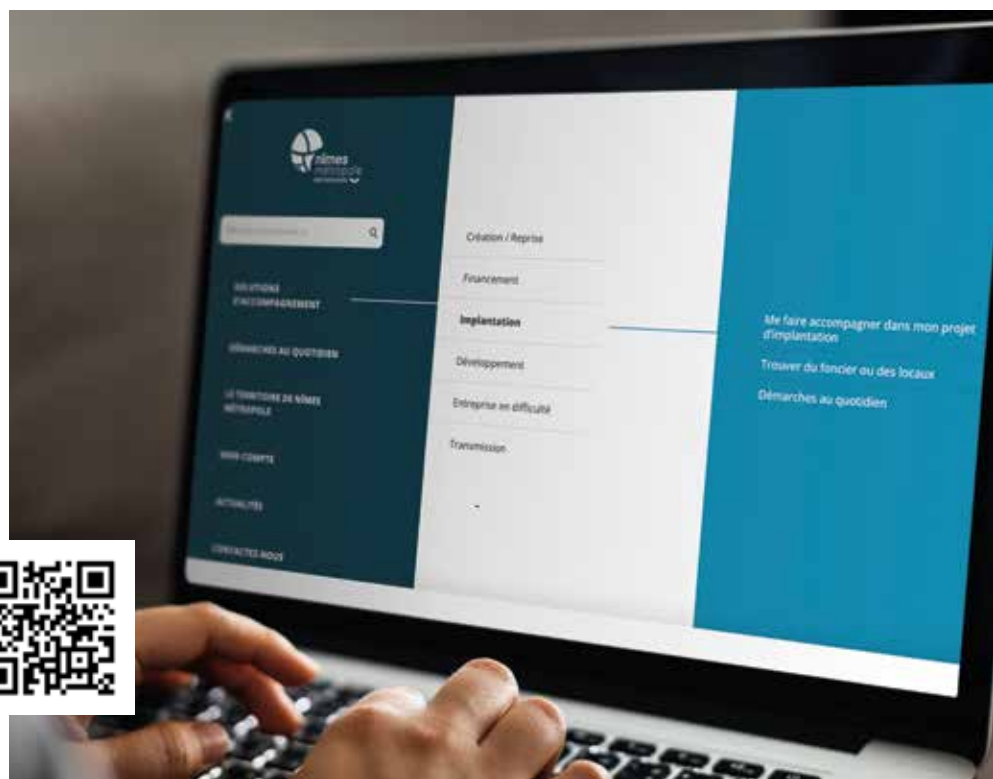 nîmes
métropole
SOLUTIONS
D'ACCOMPAGNEMENT
DÉMARCHES AU QUOTIDIEN
LE TERRITOIRE DE NÎMES
MÉTROPOLE
MON COMPTE
ACTUALITÉS
CONTACTEZ-NOUS
Création / Reprise
Financement
Implantation
Développement
Entreprise en difficulté
Transmission
Me faire accompagner dans mon projet
d'implantation
Trouver du foncier ou des locaux
Démarches au quotidien